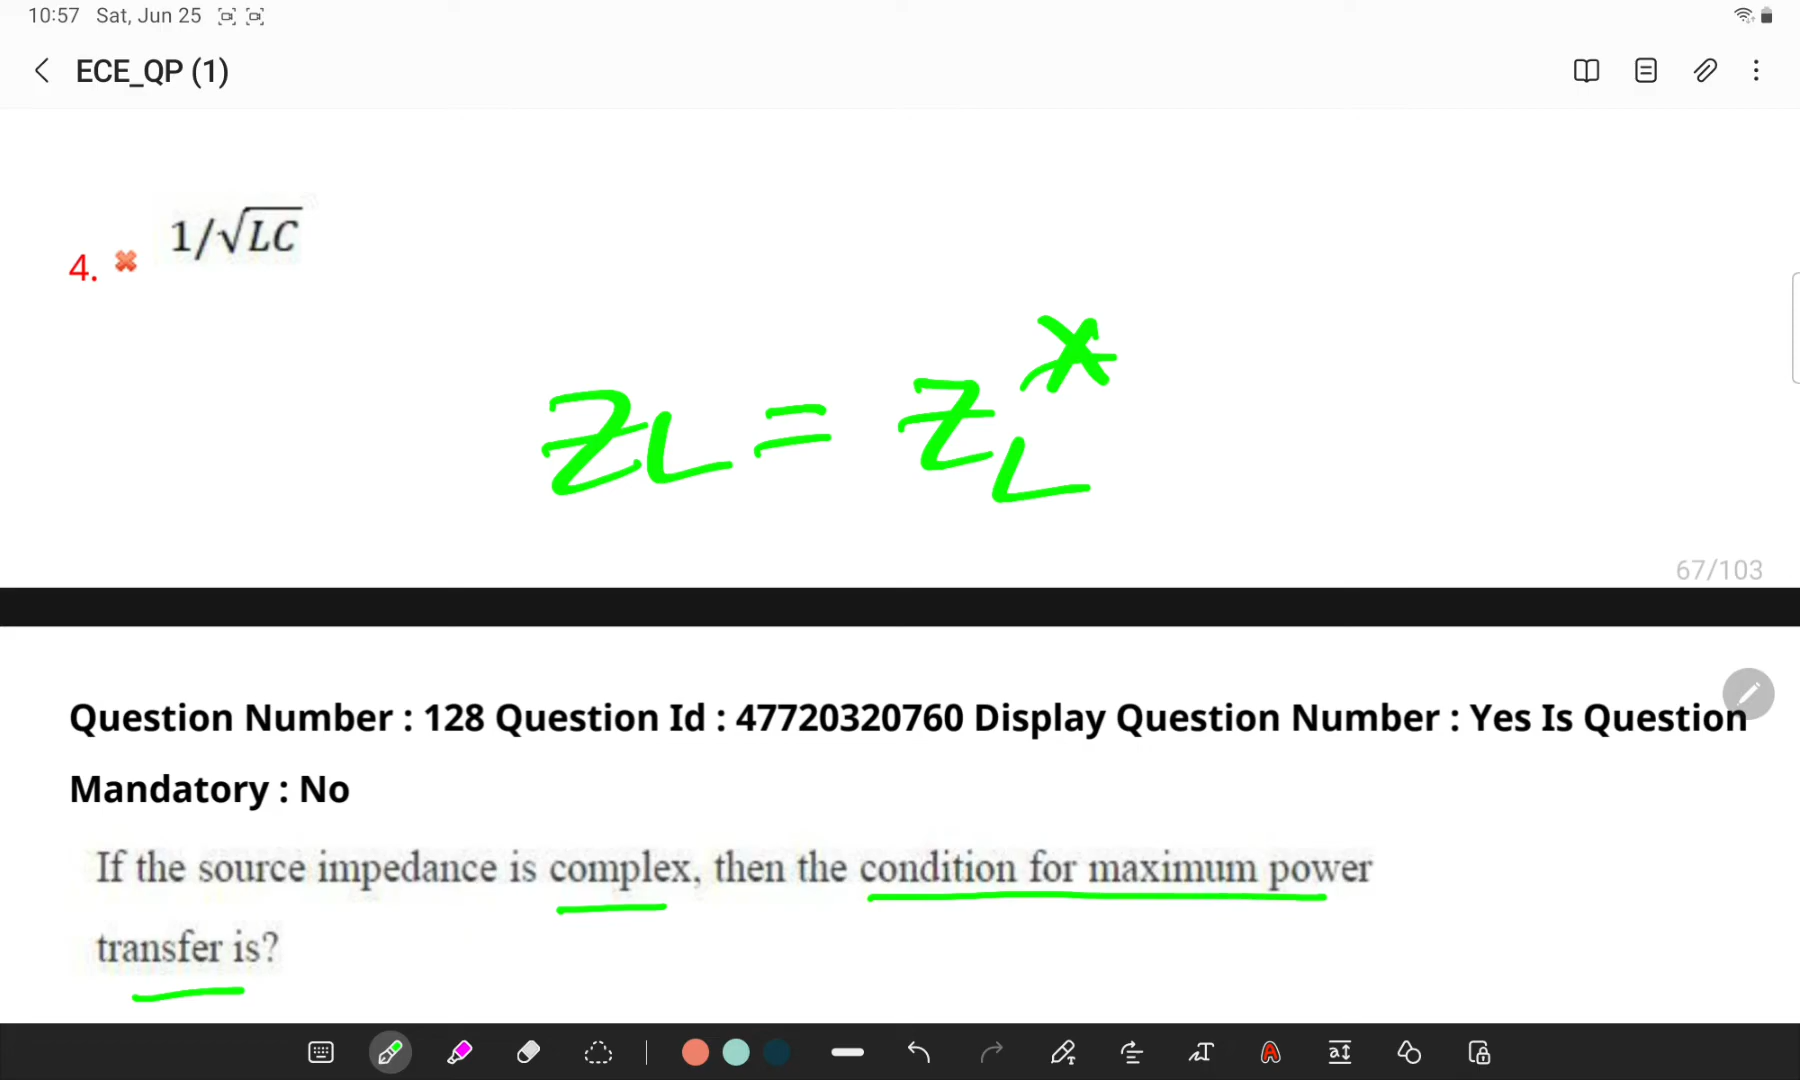 10:57 Sat, Jun 25
ECE_QP (1)
1/√LC
4. ✖
ZL = Z_L^*
67/103
Question Number : 128 Question Id : 47720320760 Display Question Number : Yes Is Question
Mandatory : No
If the source impedance is complex, then the condition for maximum power
transfer is?